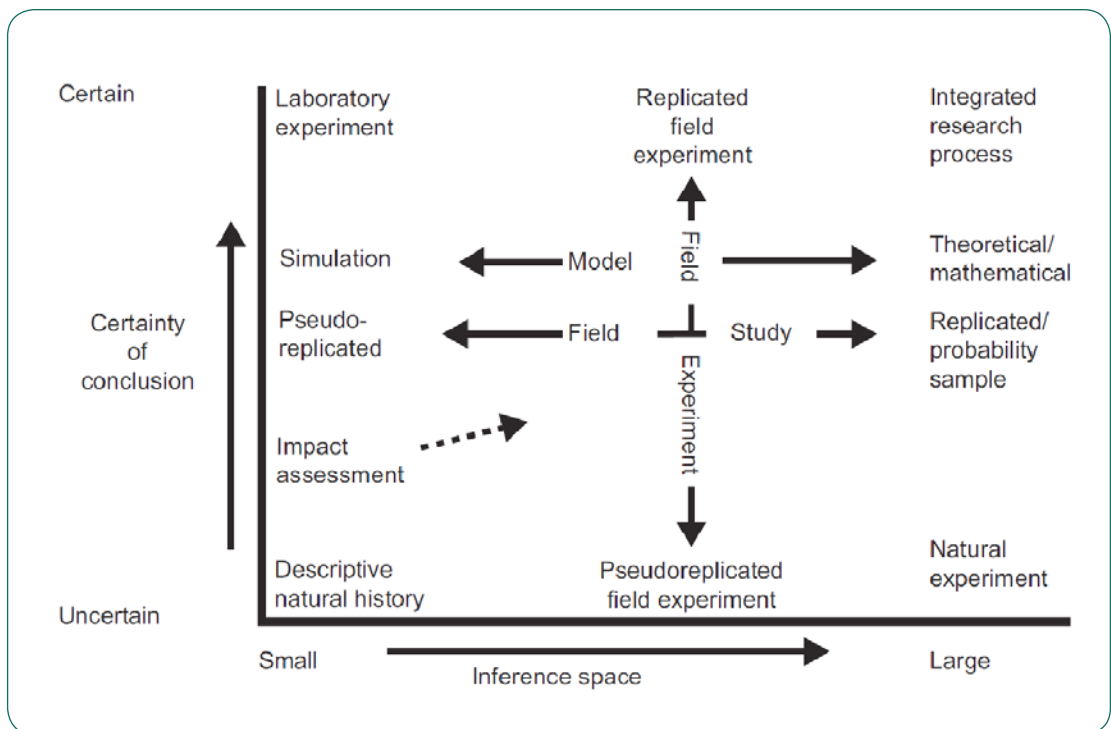 Certain
Laboratory
experiment
Replicated
field
experiment
Integrated
research
process
Simulation
Model
Field
Theoretical/
mathematical
Certainty
of
conclusion
Pseudo-
replicated
Field
Study
Replicated/
probability
sample
Experiment
Impact
assessment
Descriptive
natural history
Pseudoreplicated
field experiment
Natural
experiment
Uncertain
Small
Inference space
Large